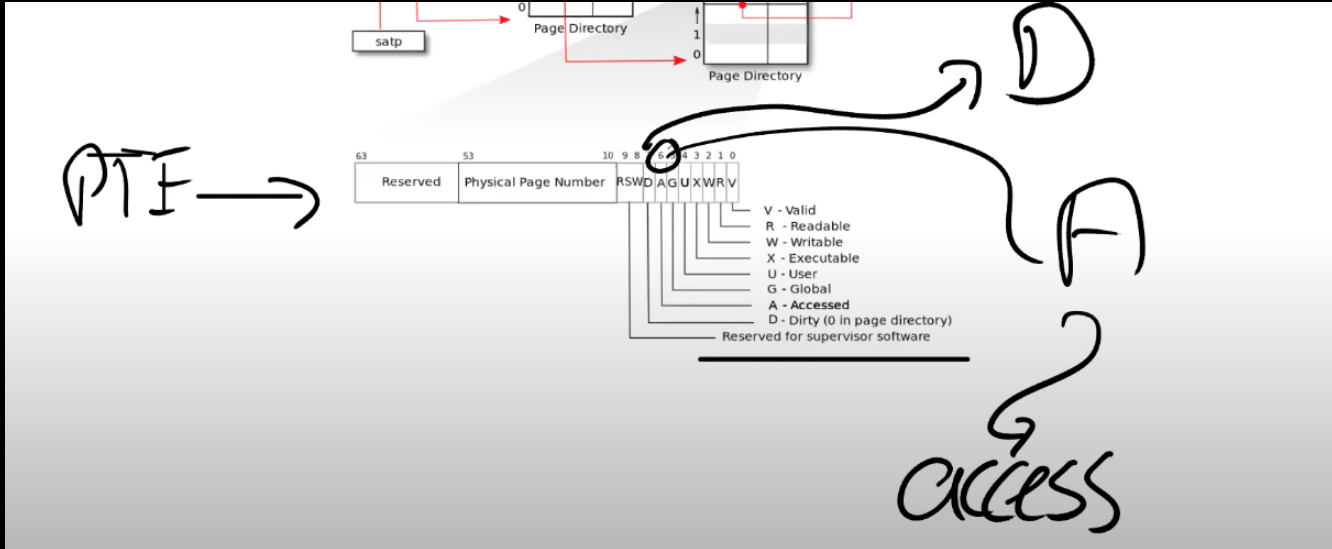 0
Page Directory
satp
1
0
Page Directory
D
PTE
63 53 10 9 8 6 4 3 2 1 0
Reserved Physical Page Number RSW D A G U X W R V
V - Valid
R - Readable
W - Writable
X - Executable
U - User
G - Global
A - Accessed
D - Dirty (0 in page directory)
Reserved for supervisor software
A
access